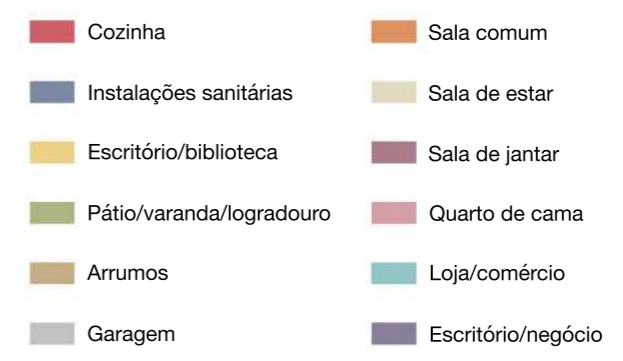 Cozinha
Instalações sanitárias
Escritório/biblioteca
Pátio/varanda/logradouro
Arrumos
Garagem
Sala comum
Sala de estar
Sala de jantar
Quarto de cama
Loja/comércio
Escritório/negócio